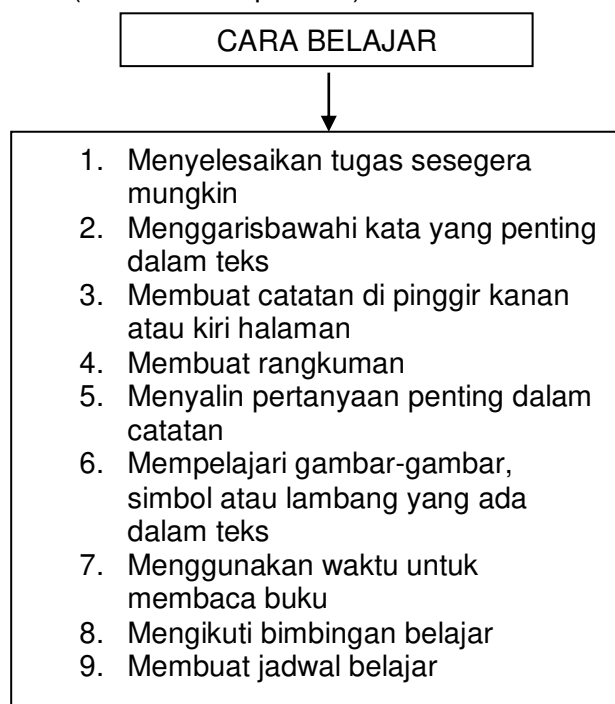 CARA BELAJAR
1. Menyelesaikan tugas sesegera
mungkin
2. Menggarisbawahi kata yang penting
dalam teks
3. Membuat catatan di pinggir kanan
atau kiri halaman
4. Membuat rangkuman
5. Menyalin pertanyaan penting dalam
catatan
6. Mempelajari gambar-gambar,
simbol atau lambang yang ada
dalam teks
7. Menggunakan waktu untuk
membaca buku
8. Mengikuti bimbingan belajar
9. Membuat jadwal belajar